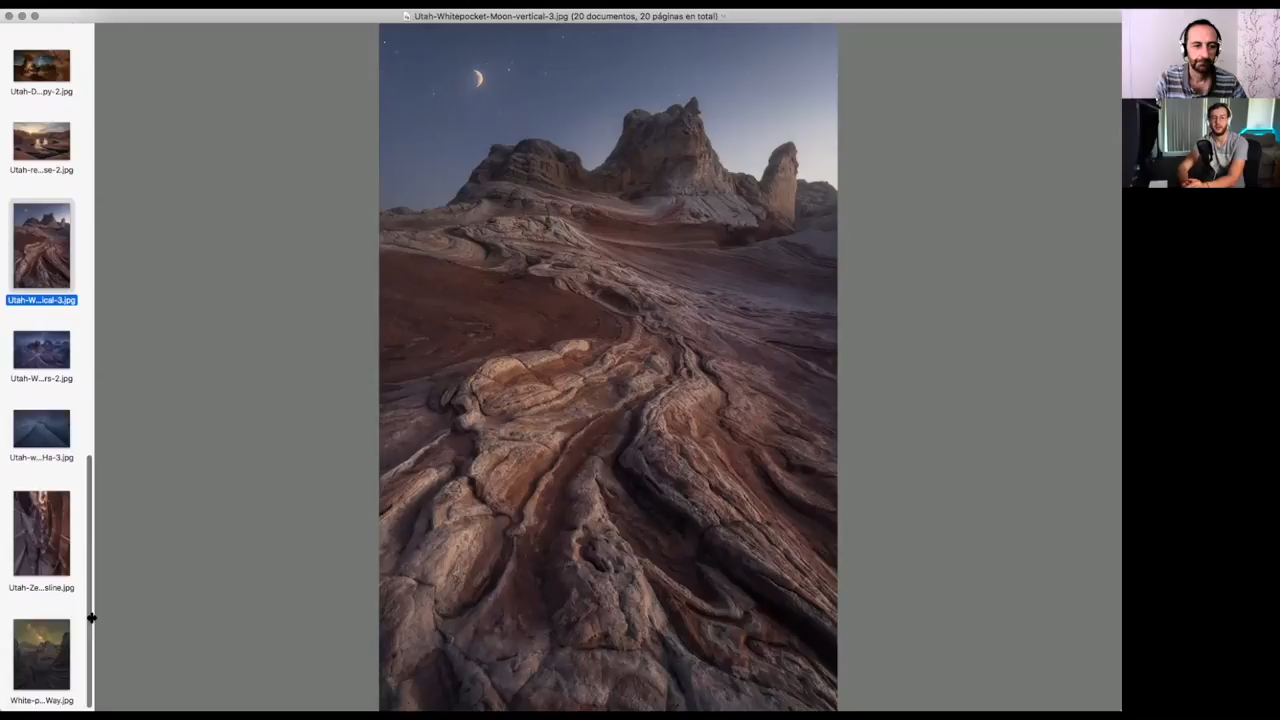 Utah-Whitepocket-Moon-vertical-3.jpg (20 documentos, 20 páginas en total)
Utah-D...py-2.jpg
Utah-re...se-2.jpg
Utah-W...ical-3.jpg
Utah-W...rs-2.jpg
Utah-w...Ha-3.jpg
Utah-Ze...sline.jpg
White-p...Way.jpg